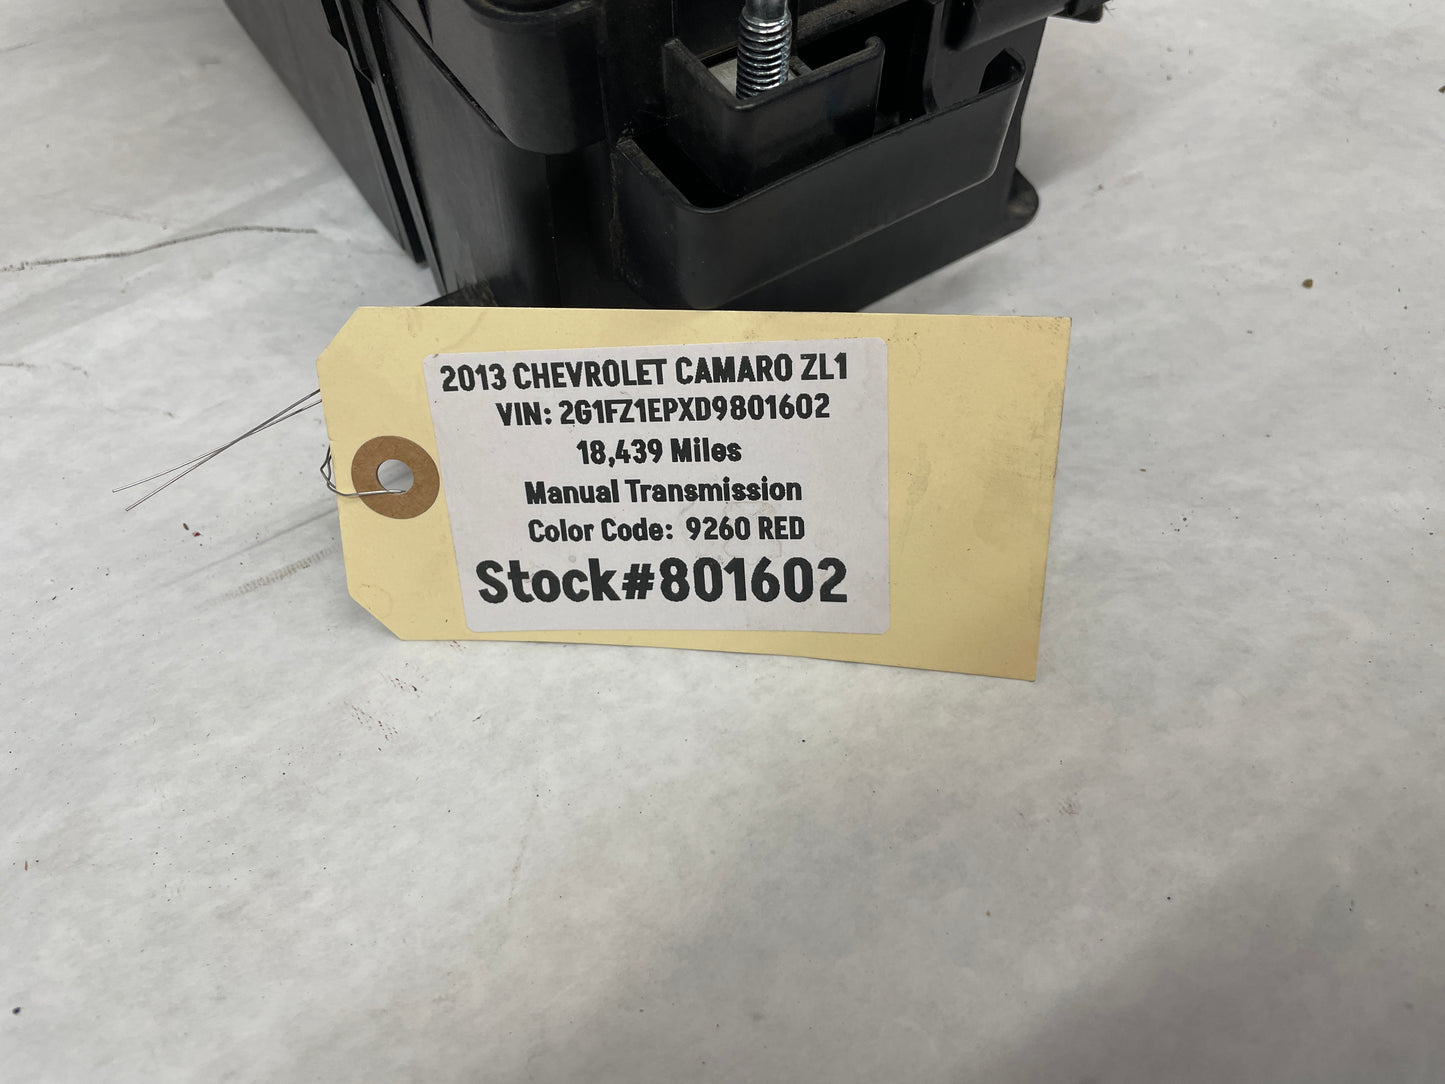 2013 CHEVROLET CAMARO ZL1
VIN: 2G1FZ1EPXD9801602
18,439 Miles
Manual Transmission
Color Code: 9260 RED
Stock#801602